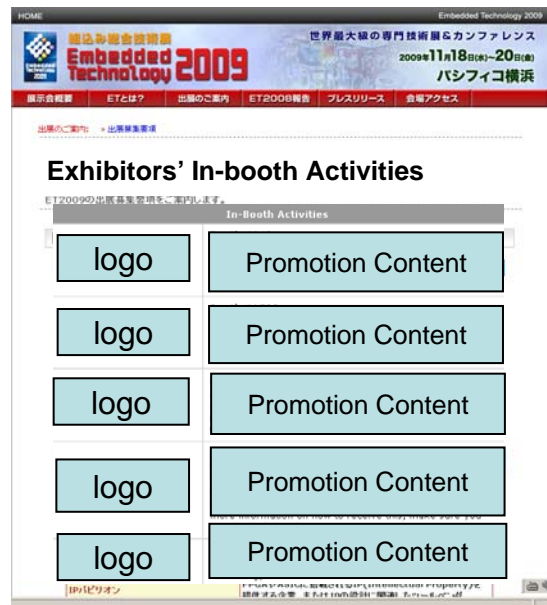 HOME
Embedded Technology 2009
組込み総合技術展
Embedded Technology 2009
世界最大級の専門技術展&カンファレンス
2009年11月18日(水)~20日(金)
パシフィコ横浜
展示会概要 ETとは? 出展のご案内 ET2008報告 プレスリリース 会場アクセス
出展のご案内: » 出展募集要項
Exhibitors' In-booth Activities
ET2009の出展募集要項をご案内します。
In-Booth Activities
logo Promotion Content
logo Promotion Content
logo Promotion Content
logo Promotion Content
logo Promotion Content
IPパビリオン